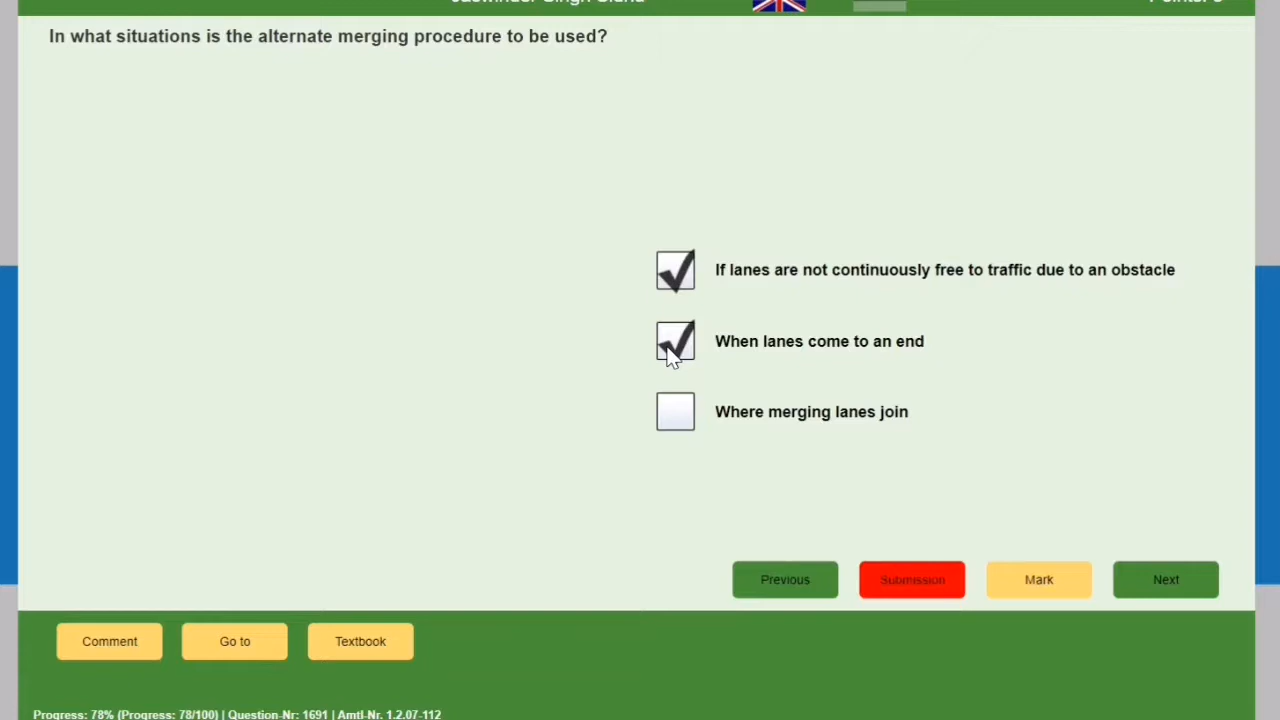 In what situations is the alternate merging procedure to be used?
If lanes are not continuously free to traffic due to an obstacle
When lanes come to an end
Where merging lanes join
Previous
Submission
Mark
Next
Comment
Go to
Textbook
Progress: 78% (Progress: 78/100) | Question-Nr: 1691 | Amtl-Nr. 1.2.07-112